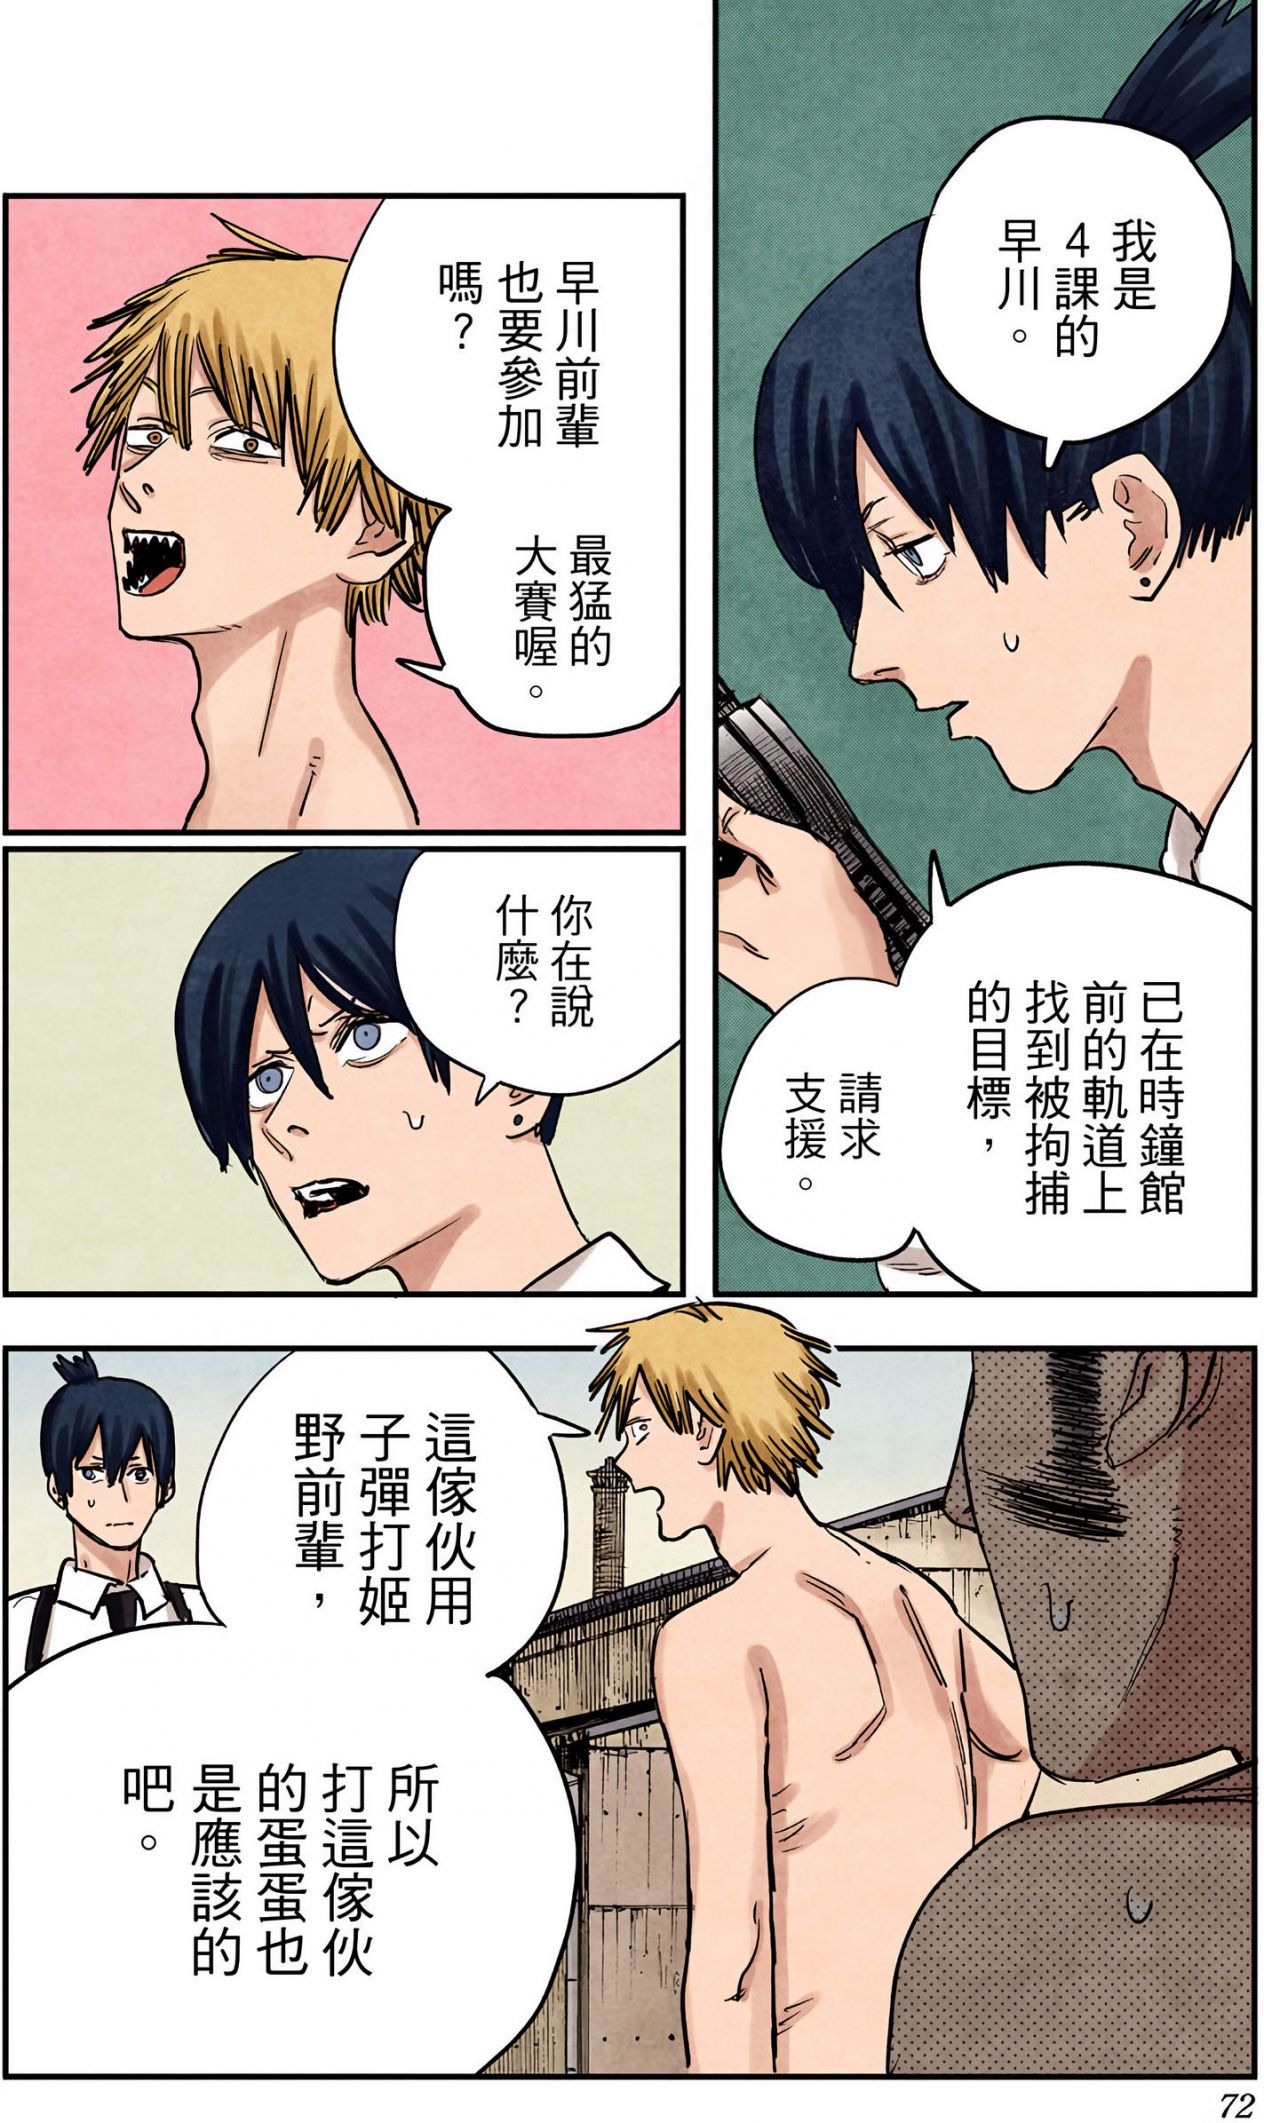 我是
4課的
早川。
已在時鐘館
前的軌道上
找到被拘捕
的目標，
請求
支援。
早川前輩
也要參加
嗎？
最猛的
大賽喔。
你在說
什麼？
這傢伙用
子彈打姬
野前輩，
所以
打這傢伙
的蛋蛋也
是應該的
吧。
72